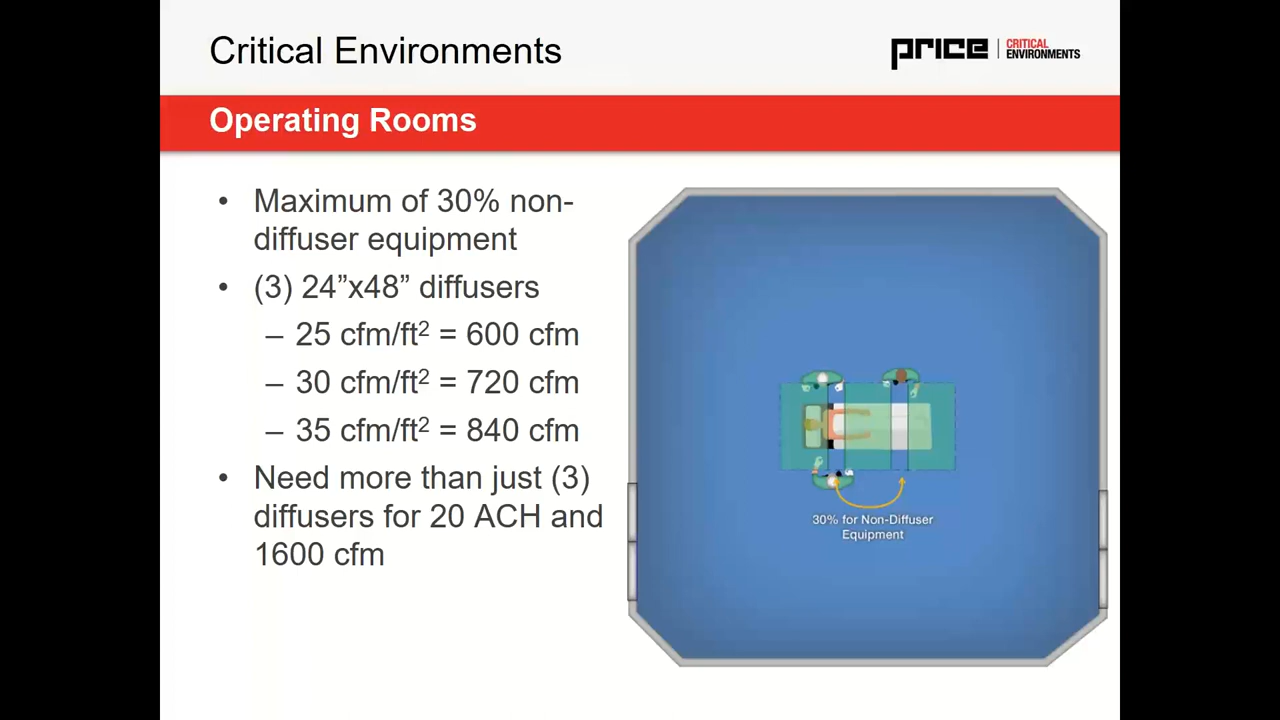 Critical Environments
price | CRITICAL
ENVIRONMENTS
Operating Rooms
• Maximum of 30% non-
diffuser equipment
• (3) 24”x48” diffusers
– 25 cfm/ft² = 600 cfm
– 30 cfm/ft² = 720 cfm
– 35 cfm/ft² = 840 cfm
• Need more than just (3)
diffusers for 20 ACH and
1600 cfm
30% for Non-Diffuser
Equipment